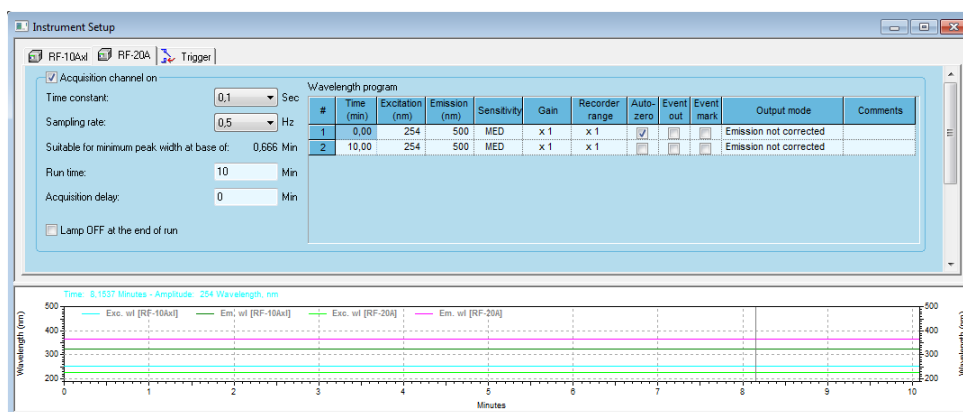 Instrument Setup
RF-10Axl RF-20A Trigger
Acquisition channel on
Time constant: 0,1 Sec
Sampling rate: 0,5 Hz
Suitable for minimum peak width at base of: 0,666 Min
Run time: 10 Min
Acquisition delay: 0 Min
Lamp OFF at the end of run
Wavelength program
# Time (min) Excitation (nm) Emission (nm) Sensitivity Gain Recorder range Auto-zero Event out Event mark Output mode Comments
1 0,00 254 500 MED x 1 x 1 Emission not corrected
2 10,00 254 500 MED x 1 x 1 Emission not corrected
Time: 8,1537 Minutes - Amplitude: 254 Wavelength, nm
Exc. wl [RF-10Axl] Em. wl [RF-10Axl] Exc. wl [RF-20A] Em. wl [RF-20A]
Wavelength (nm)
500
400
300
200
0 1 2 3 4 5 6 7 8 9 10
Minutes
500
400
300
200
Wavelength (nm)